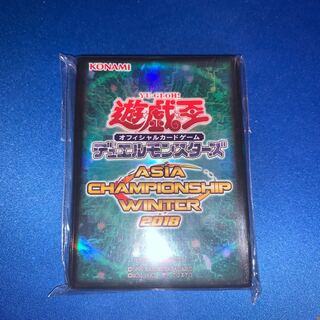 KONAMI
YU-GI-OH!
遊戯王
オフィシャルカードゲーム
デュエルモンスターズ
ASIA
CHAMPIONSHIP
WINTER
2018